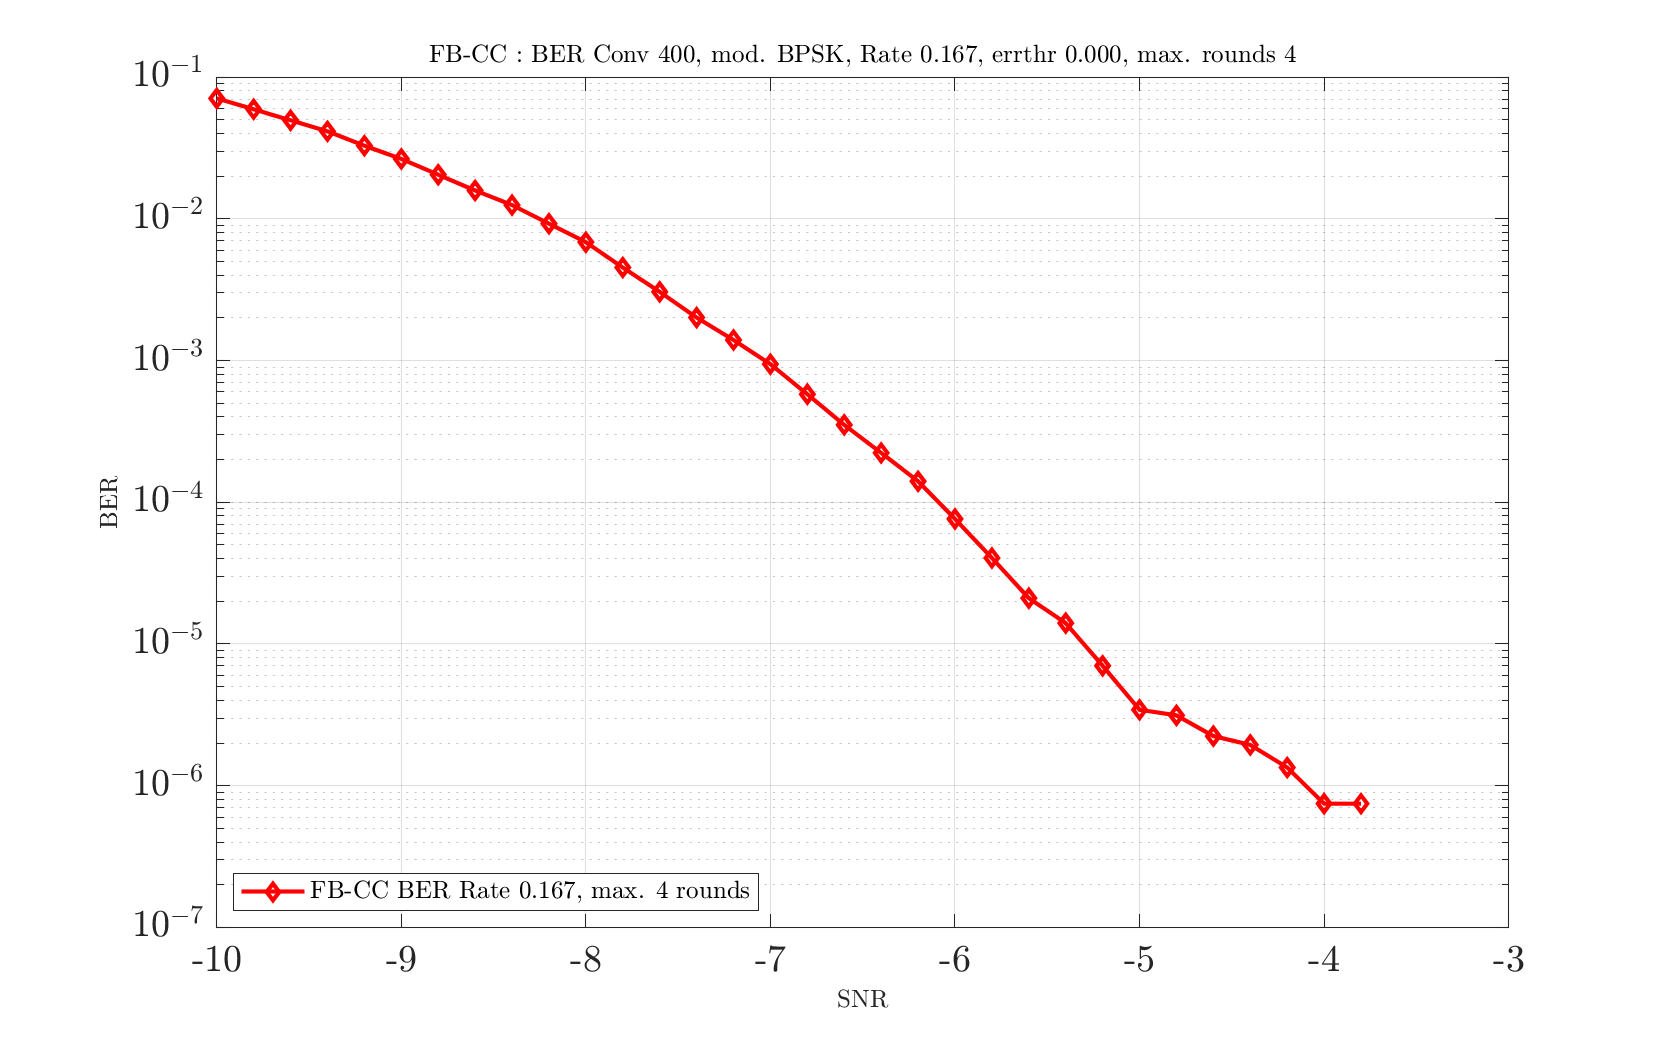 FB-CC : BER Conv 400, mod. BPSK, Rate 0.167, errthr 0.000, max. rounds 4
10^{-1}
10^{-2}
10^{-3}
10^{-4}
10^{-5}
10^{-6}
10^{-7}
BER
FB-CC BER Rate 0.167, max. 4 rounds
-10 -9 -8 -7 -6 -5 -4 -3
SNR